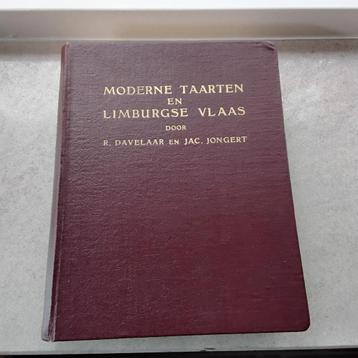 MODERNE TAARTEN
EN
LIMBURGSE VLAAS
DOOR
R. DAVELAAR EN JAC. JONGERT